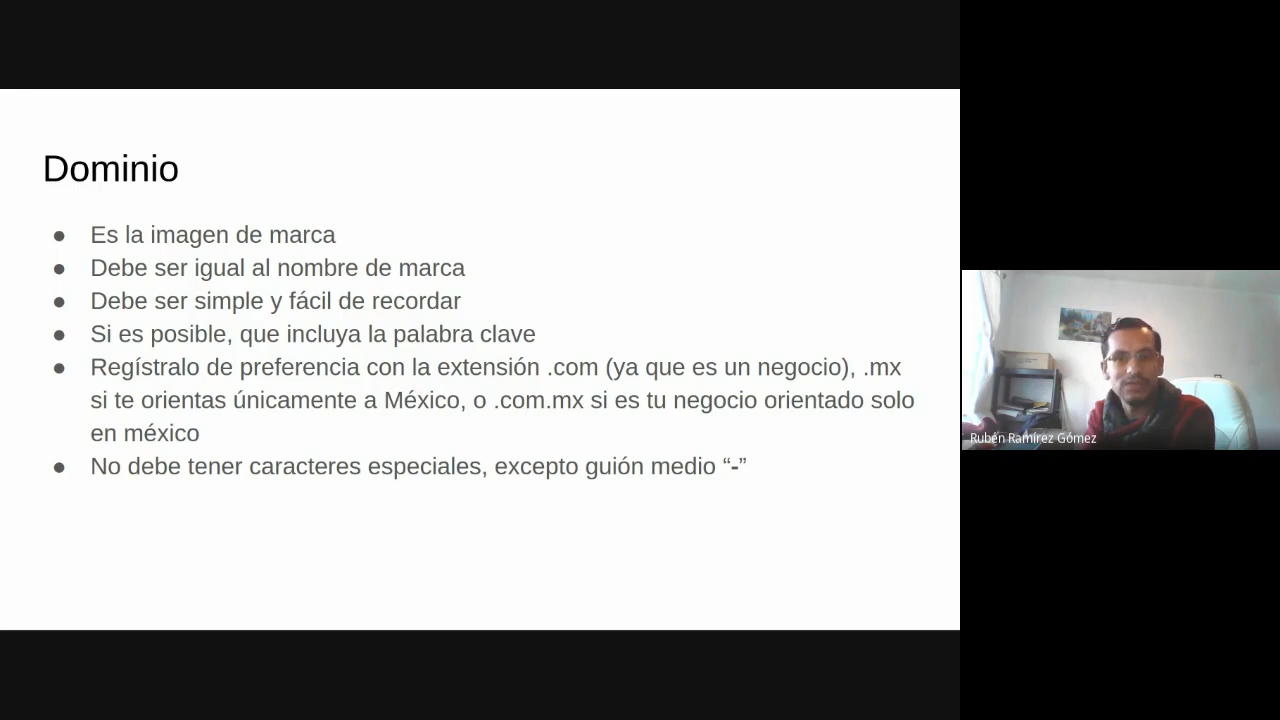 Dominio
● Es la imagen de marca
● Debe ser igual al nombre de marca
● Debe ser simple y fácil de recordar
● Si es posible, que incluya la palabra clave
● Regístralo de preferencia con la extensión .com (ya que es un negocio), .mx
si te orientas únicamente a México, o .com.mx si es tu negocio orientado solo
en méxico
● No debe tener caracteres especiales, excepto guión medio “-”
Rubén Ramírez Gómez